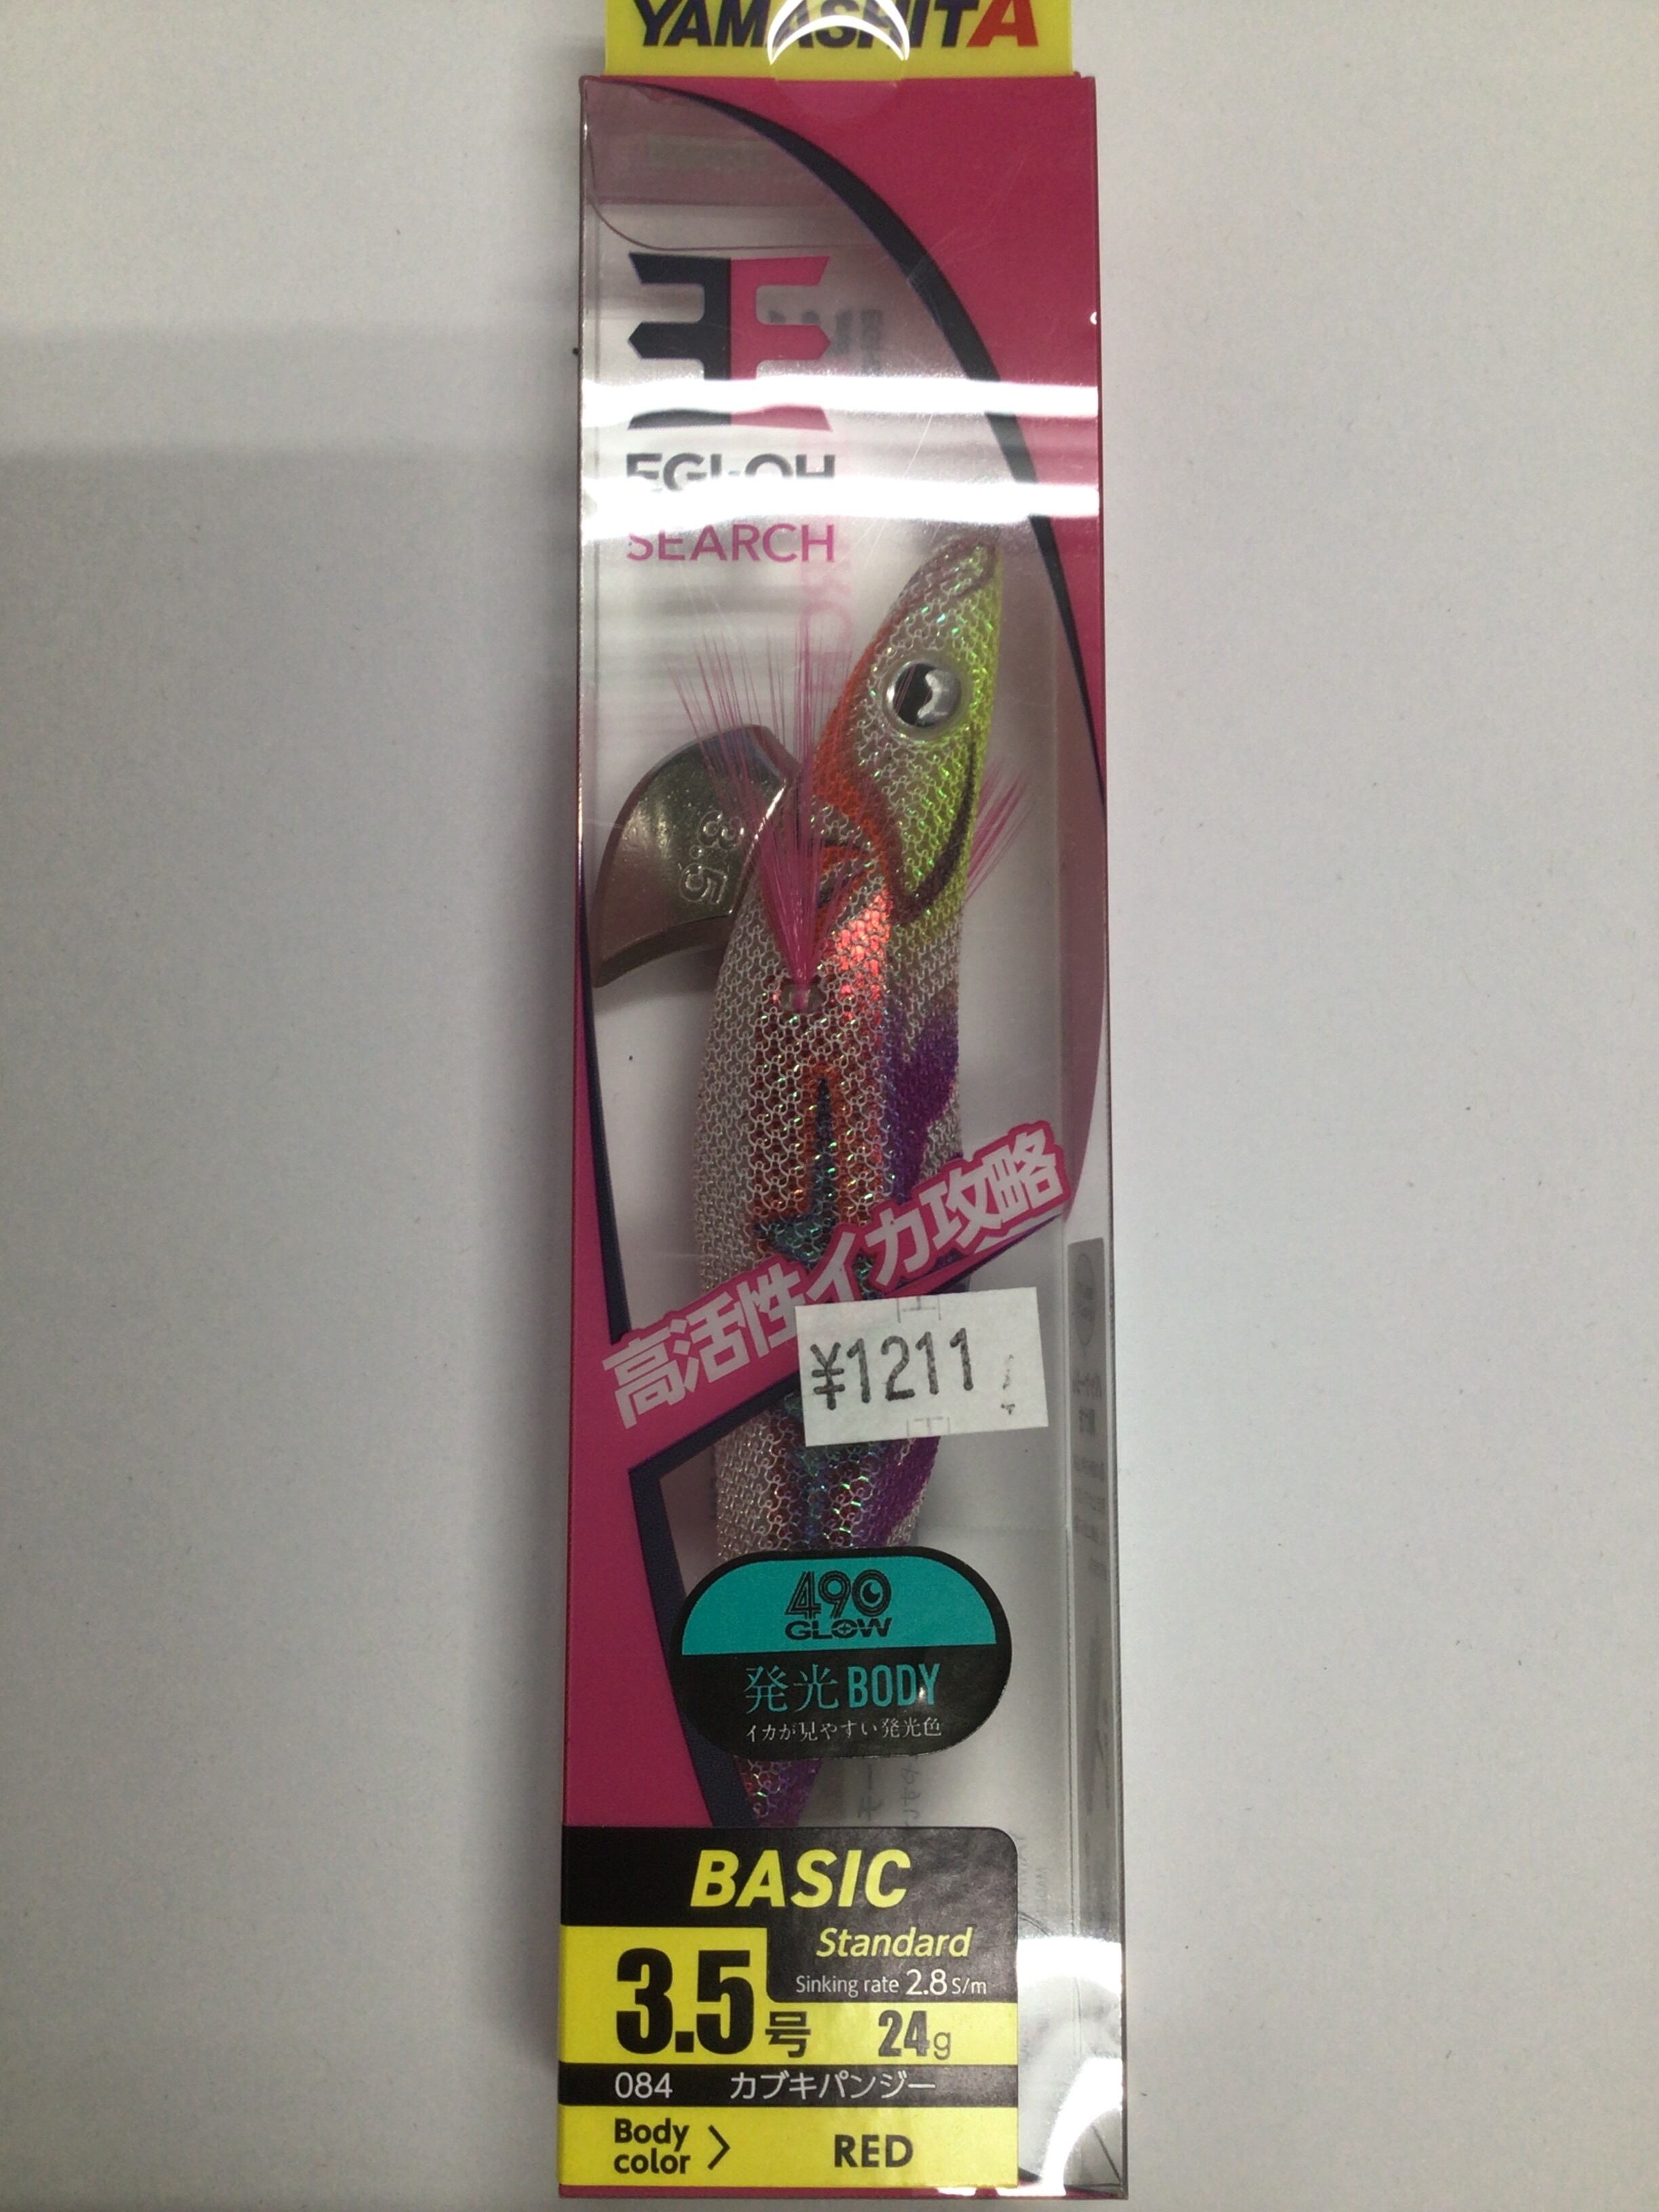 YAMASHITA
EGI-OH
SEARCH
3.5
高活性イカ攻略
¥1211
490
GLOW
発光BODY
イカが見やすい発光色
BASIC
Standard
Sinking rate 2.8 S/m
3.5号 24g
084 カブキパンジー
Body color > RED